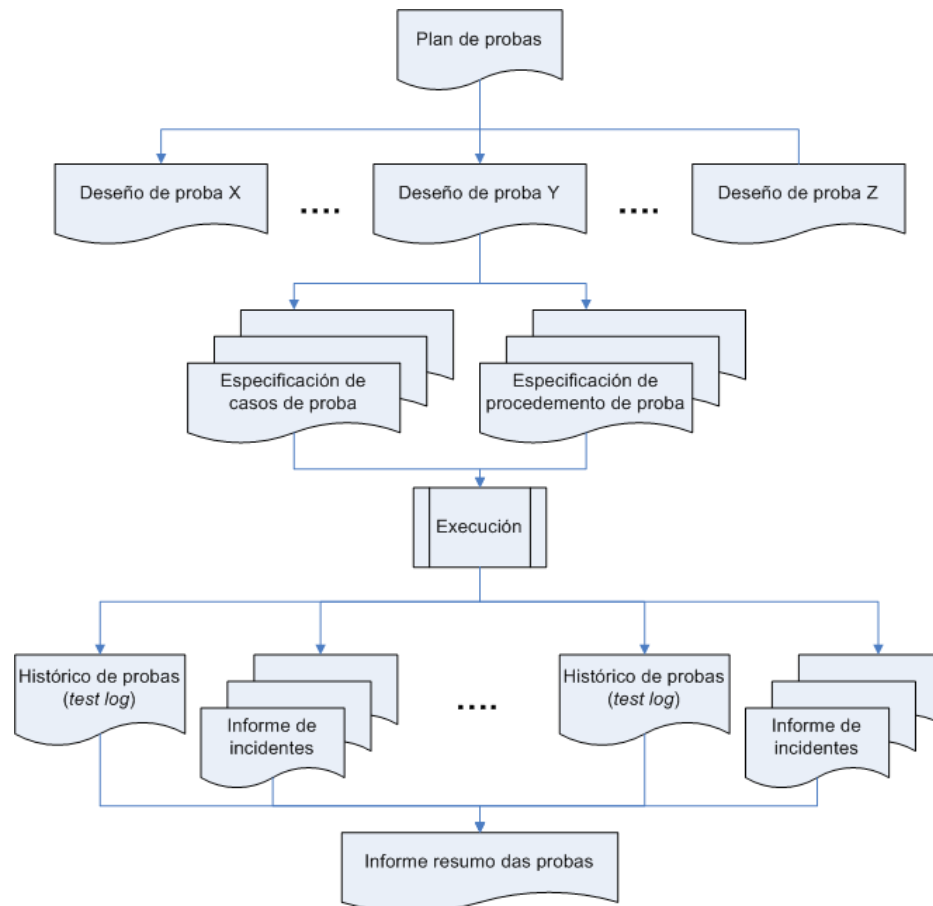 Plan de probas
Deseño de proba X
....
Deseño de proba Y
....
Deseño de proba Z
Especificación de
casos de proba
Especificación de
procedemento de proba
Execución
Histórico de probas
(test log)
Informe de
incidentes
....
Histórico de probas
(test log)
Informe de
incidentes
Informe resumo das probas